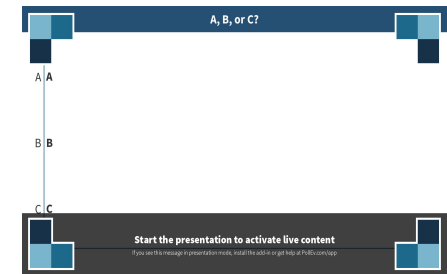 A, B, or C?
A A
B B
C C
Start the presentation to activate live content
If you see this message in presentation mode, install the add-in or get help at PollEv.com/app